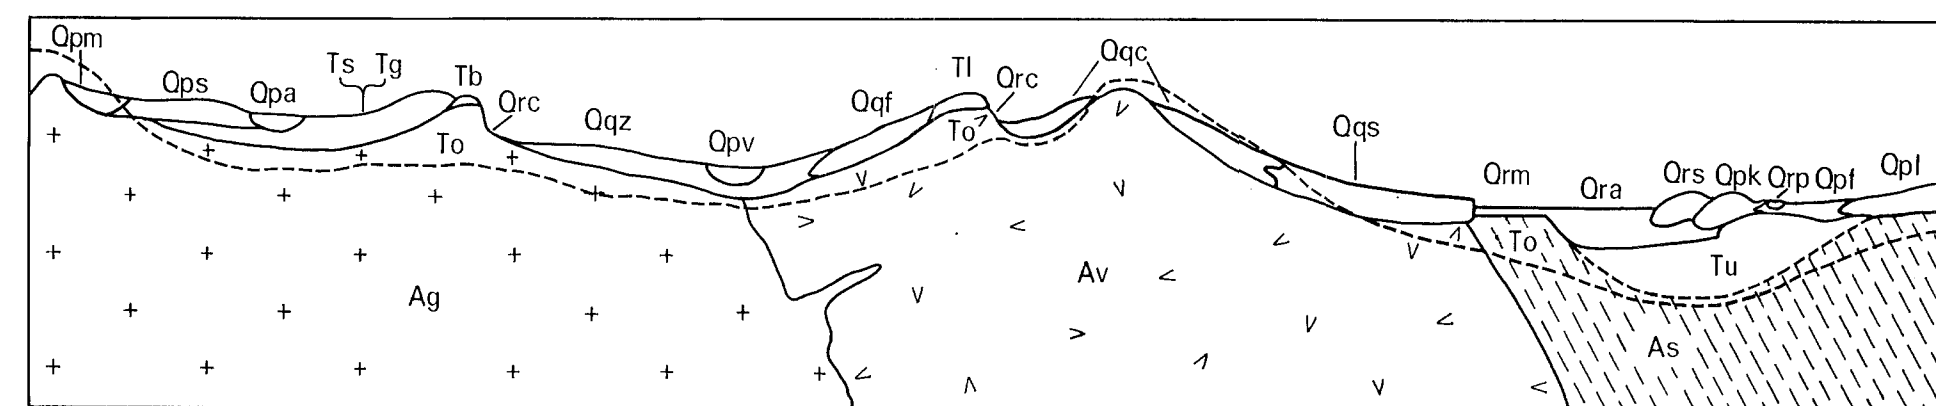 Qpm
Qps
Qpa
Ts Tg
Tb
Qrc
Qqz
Qpv
Qqf
Tl
Qrc
Qqc
Qqs
Qrm
Qra
Qrs
Qpk
Qrp
Qpf
Qpl
To
To
To
Tu
Ag
Av
As